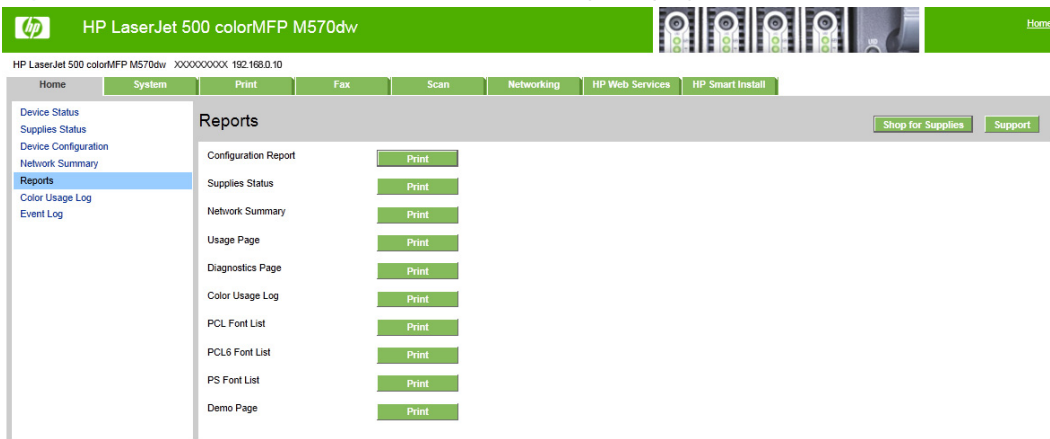 hp HP LaserJet 500 colorMFP M570dw
Home
UID
HP LaserJet 500 colorMFP M570dw XXXXXXXXX 192.168.0.10
Home System Print Fax Scan Networking HP Web Services HP Smart Install
Device Status
Supplies Status
Device Configuration
Network Summary
Reports
Color Usage Log
Event Log
Reports
Shop for Supplies Support
Configuration Report Print
Supplies Status Print
Network Summary Print
Usage Page Print
Diagnostics Page Print
Color Usage Log Print
PCL Font List Print
PCL6 Font List Print
PS Font List Print
Demo Page Print